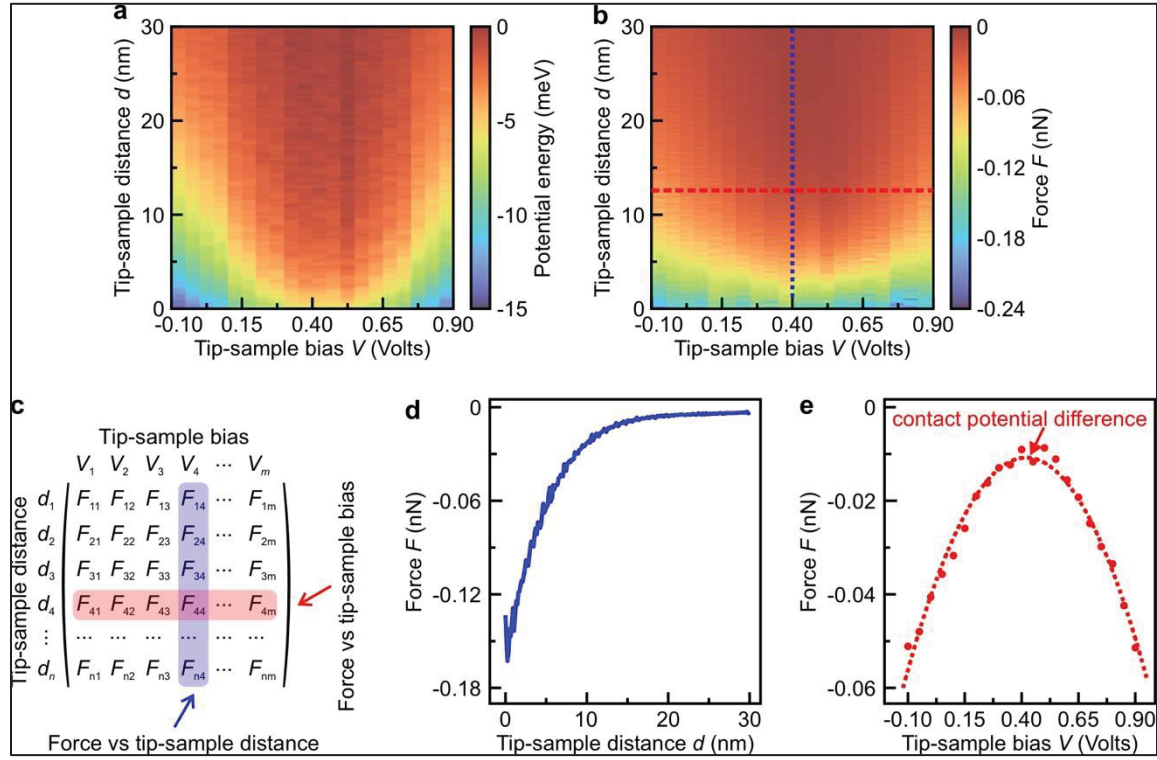 a
30
20
10
0
Tip-sample distance d (nm)
-0.10 0.15 0.40 0.65 0.90
Tip-sample bias V (Volts)
0
-5
-10
-15
Potential energy (meV)
b
30
20
10
0
Tip-sample distance d (nm)
-0.10 0.15 0.40 0.65 0.90
Tip-sample bias V (Volts)
0
-0.06
-0.12
-0.18
-0.24
Force F (nN)
c
Tip-sample bias
V1 V2 V3 V4 ··· Vm
d1 F11 F12 F13 F14 ··· F1m
d2 F21 F22 F23 F24 ··· F2m
d3 F31 F32 F33 F34 ··· F3m
d4 F41 F42 F43 F44 ··· F4m
··· ··· ··· ··· ··· ··· ···
dn Fn1 Fn2 Fn3 Fn4 ··· Fnm
Tip-sample distance
Force vs tip-sample bias
Force vs tip-sample distance
d
0
-0.06
-0.12
-0.18
Force F (nN)
0 10 20 30
Tip-sample distance d (nm)
e
0
-0.02
-0.04
-0.06
Force F (nN)
contact potential difference
-0.10 0.15 0.40 0.65 0.90
Tip-sample bias V (Volts)